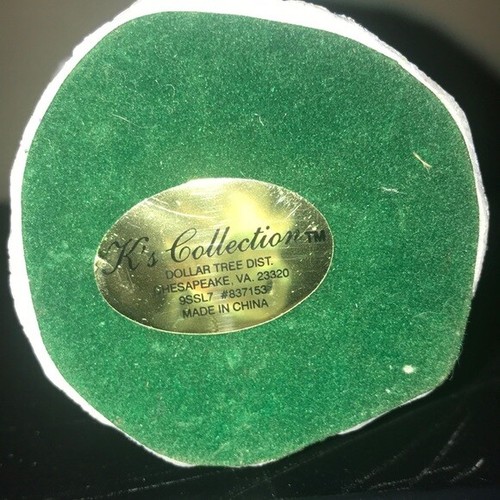 K's Collection™
DOLLAR TREE DIST.
CHESAPEAKE, VA. 23320
9SSL7 #837153
MADE IN CHINA